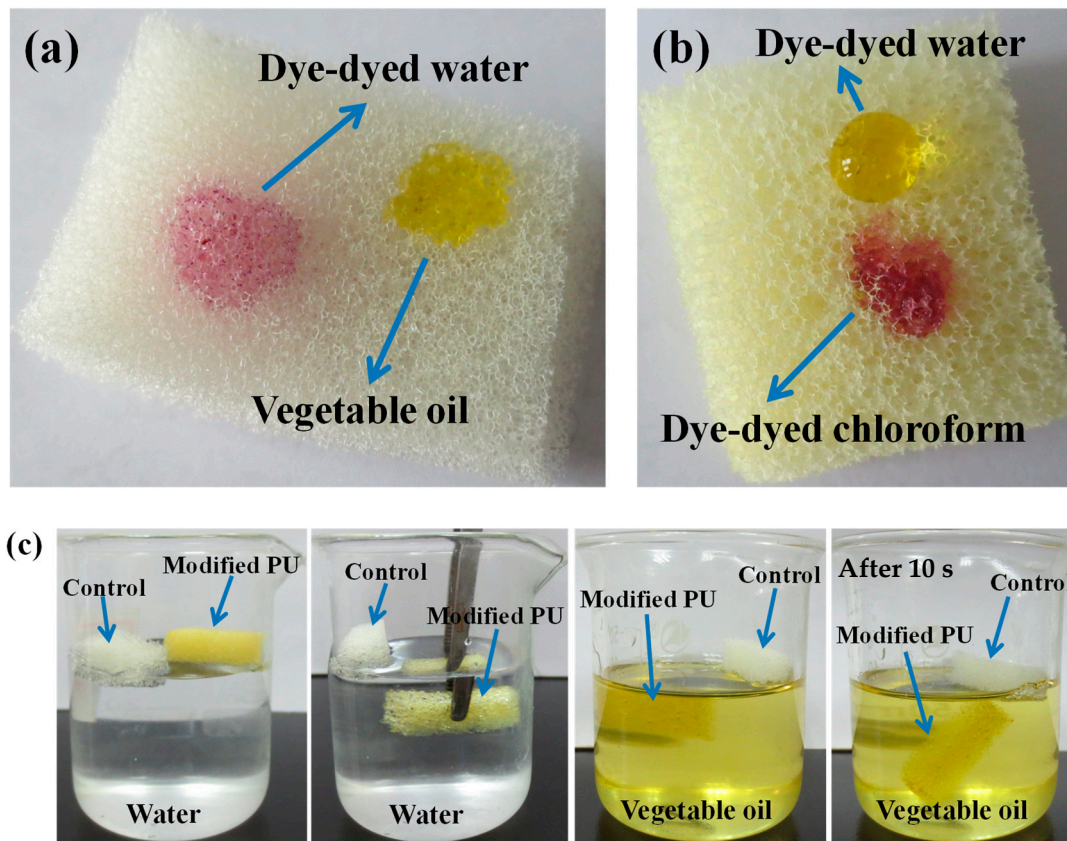 (a)
Dye-dyed water
Vegetable oil
(b)
Dye-dyed water
Dye-dyed chloroform
(c)
Control
Modified PU
Water
Control
Modified PU
Water
Modified PU
Control
Vegetable oil
After 10 s
Control
Modified PU
Vegetable oil